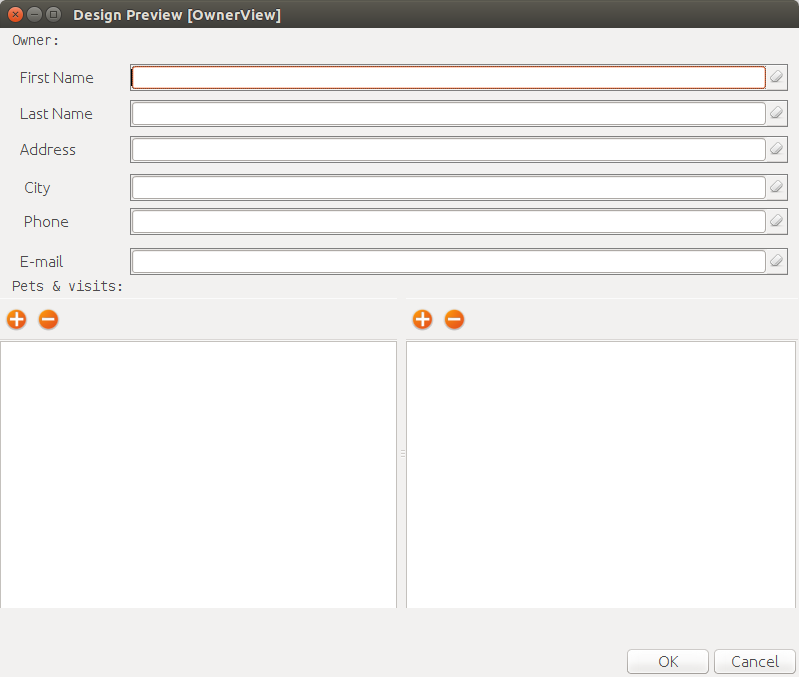 Design Preview [OwnerView]
Owner:
First Name
Last Name
Address
City
Phone
E-mail
Pets & visits:
OK Cancel